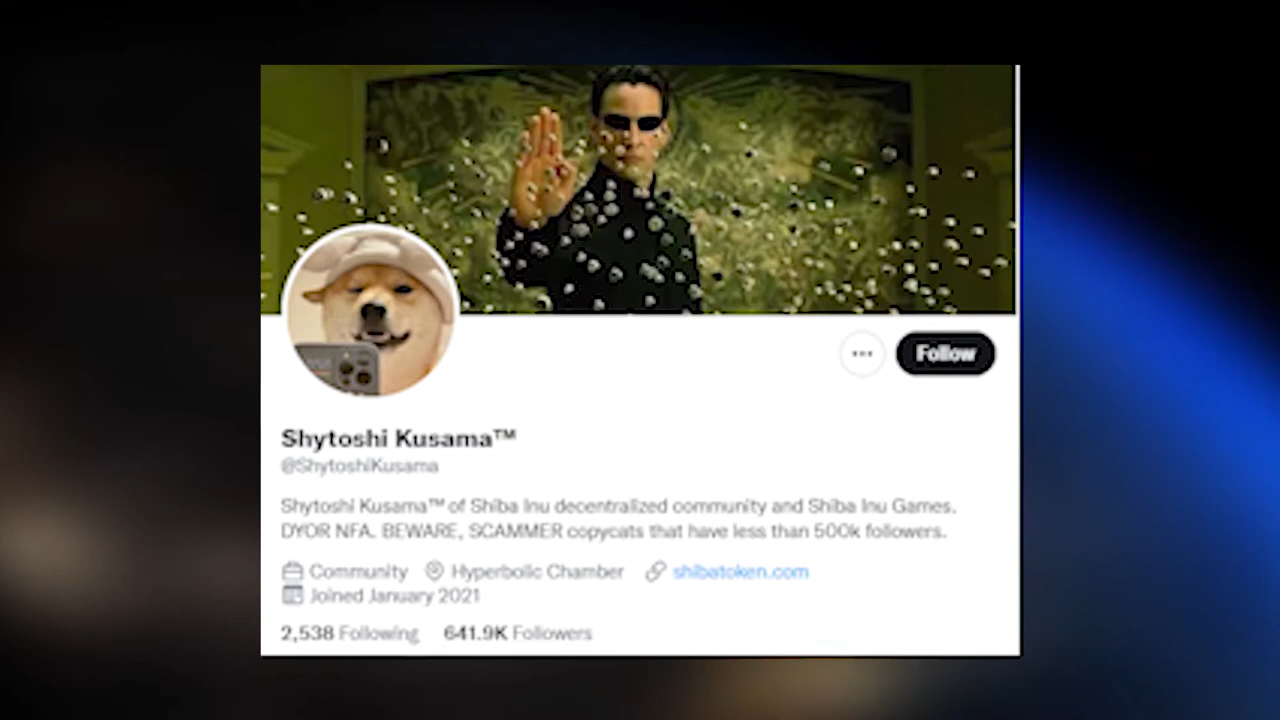 Follow
Shytoshi Kusama™
@ShytoshiKusama
Shytoshi Kusama™ of Shiba Inu decentralized community and Shiba Inu Games.
DYOR NFA. BEWARE, SCAMMER copycats that have less than 500k followers.
Community Hyperbolic Chamber shibatoken.com
Joined January 2021
2,538 Following 641.9K Followers